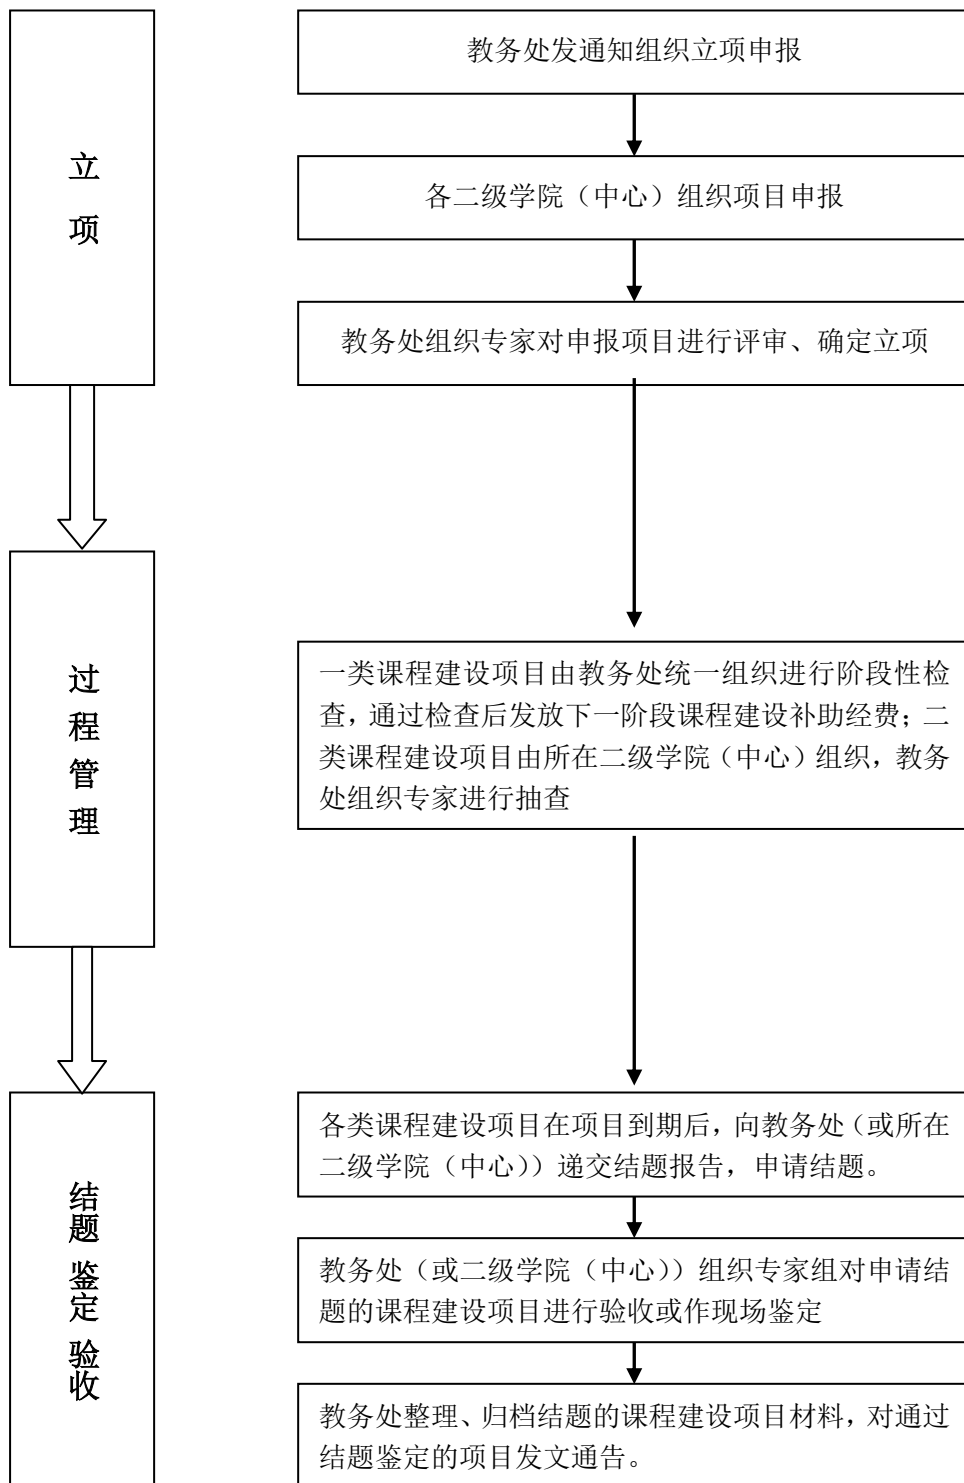 立
项
教务处发通知组织立项申报
各二级学院（中心）组织项目申报
教务处组织专家对申报项目进行评审、确定立项
过
程
管
理
一类课程建设项目由教务处统一组织进行阶段性检
查，通过检查后发放下一阶段课程建设补助经费；二
类课程建设项目由所在二级学院（中心）组织，教务
处组织专家进行抽查
结
题
鉴
定
验
收
各类课程建设项目在项目到期后，向教务处（或所在
二级学院（中心））递交结题报告，申请结题。
教务处（或二级学院（中心））组织专家组对申请结
题的课程建设项目进行验收或作现场鉴定
教务处整理、归档结题的课程建设项目材料，对通过
结题鉴定的项目发文通告。